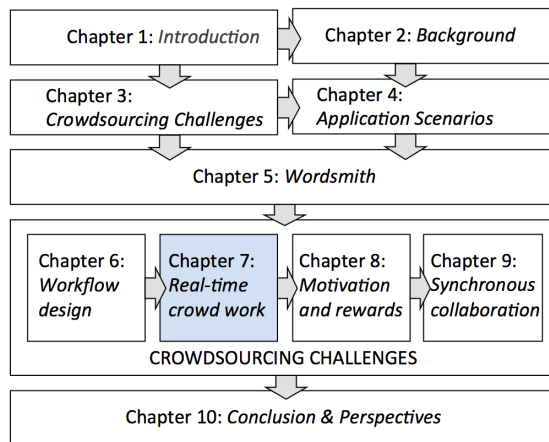 Chapter 1: Introduction
Chapter 2: Background
Chapter 3:
Crowdsourcing Challenges
Chapter 4:
Application Scenarios
Chapter 5: Wordsmith
Chapter 6:
Workflow
design
Chapter 7:
Real-time
crowd work
Chapter 8:
Motivation
and rewards
Chapter 9:
Synchronous
collaboration
CROWDSOURCING CHALLENGES
Chapter 10: Conclusion & Perspectives